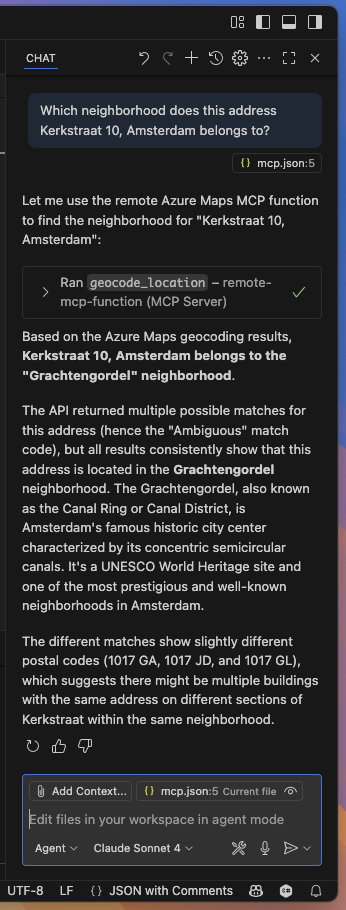 CHAT
Which neighborhood does this address
Kerkstraat 10, Amsterdam belongs to?
{} mcp.json:5
Let me use the remote Azure Maps MCP function
to find the neighborhood for "Kerkstraat 10,
Amsterdam":
Ran geocode_location – remote-
mcp-function (MCP Server)
Based on the Azure Maps geocoding results,
Kerkstraat 10, Amsterdam belongs to the
"Grachtengordel" neighborhood.
The API returned multiple possible matches for
this address (hence the "Ambiguous" match
code), but all results consistently show that this
address is located in the Grachtengordel
neighborhood. The Grachtengordel, also known
as the Canal Ring or Canal District, is
Amsterdam's famous historic city center
characterized by its concentric semicircular
canals. It's a UNESCO World Heritage site and
one of the most prestigious and well-known
neighborhoods in Amsterdam.
The different matches show slightly different
postal codes (1017 GA, 1017 JD, and 1017 GL),
which suggests there might be multiple buildings
with the same address on different sections of
Kerkstraat within the same neighborhood.
Add Context... {} mcp.json:5 Current file
Edit files in your workspace in agent mode
Agent Claude Sonnet 4
UTF-8 LF {} JSON with Comments